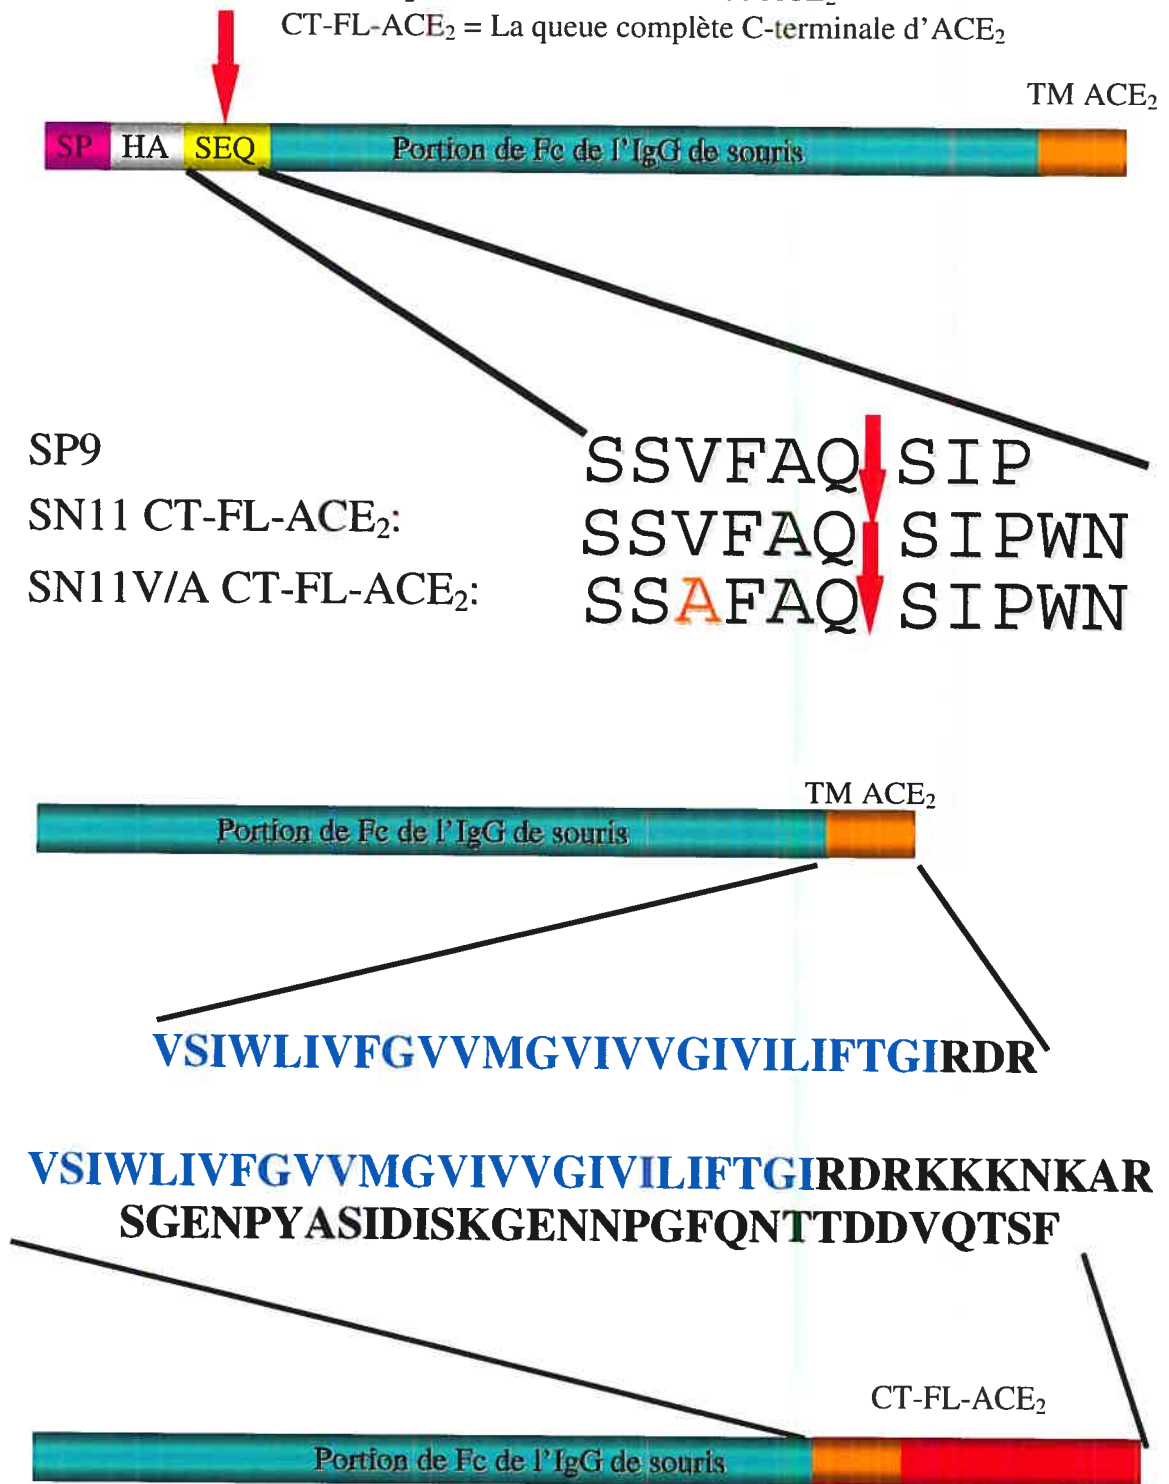 CT-FL-ACE₂ = La queue complète C-terminale d'ACE₂
TM ACE₂
SP HA SEQ Portion de Fc de l'IgG de souris
SP9 SSVFAQ SIP
SN11 CT-FL-ACE₂: SSVFAQ SIPWN
SN11V/A CT-FL-ACE₂: SSAFAQ SIPWN
TM ACE₂
Portion de Fc de l'IgG de souris
VSIWLIVFGVVMGVIVVGIVILIFTGIRDR
VSIWLIVFGVVMGVIVVGIVILIFTGIRDRKKKNKAR
SGENPYASIDISKGENNPGFQNTTDDVQTSF
CT-FL-ACE₂
Portion de Fc de l'IgG de souris